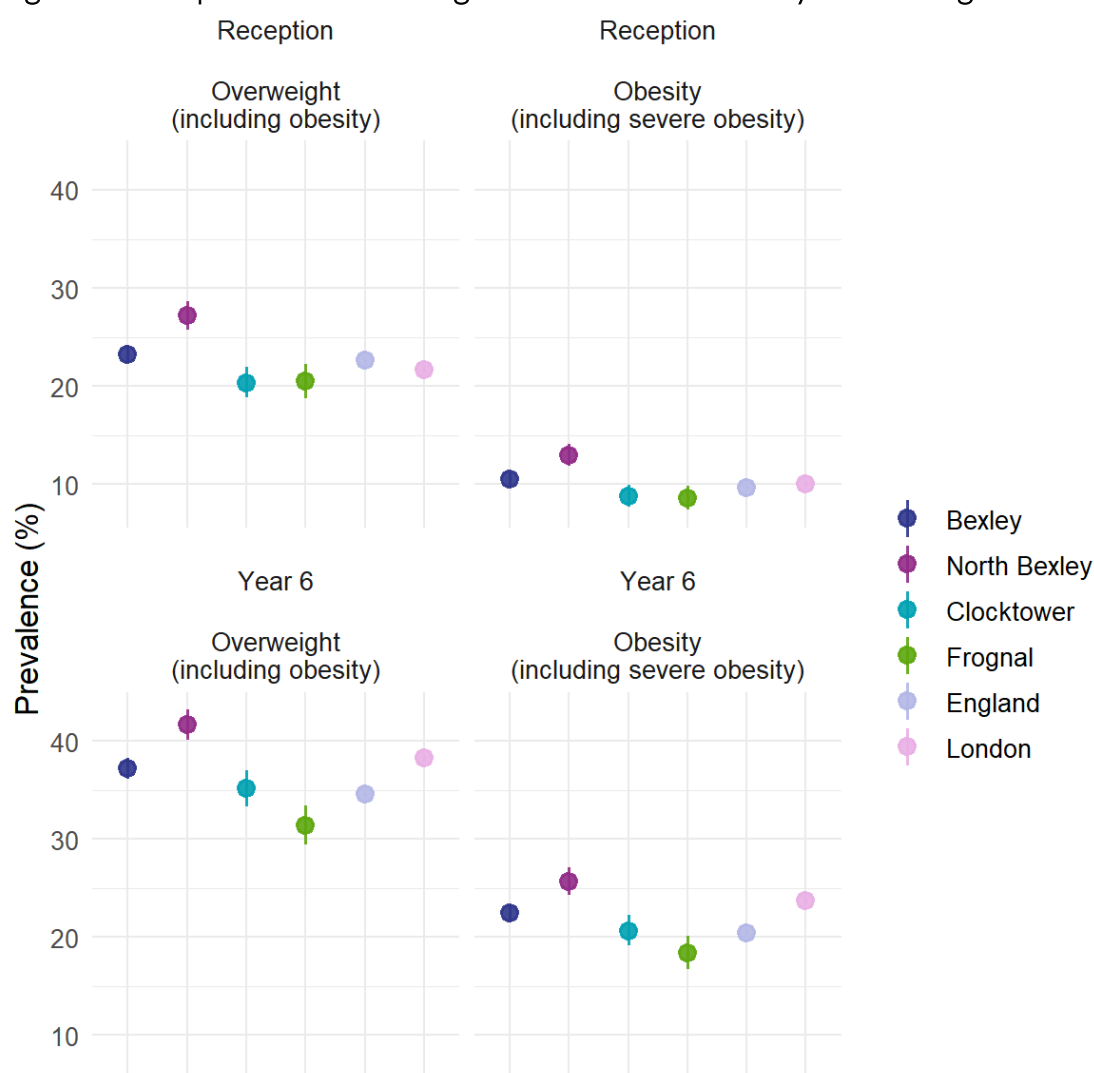 Reception
Overweight
(including obesity)
Reception
Obesity
(including severe obesity)
40
30
20
10
Prevalence (%)
Year 6
Overweight
(including obesity)
Year 6
Obesity
(including severe obesity)
40
30
20
10
Bexley
North Bexley
Clocktower
Frognal
England
London